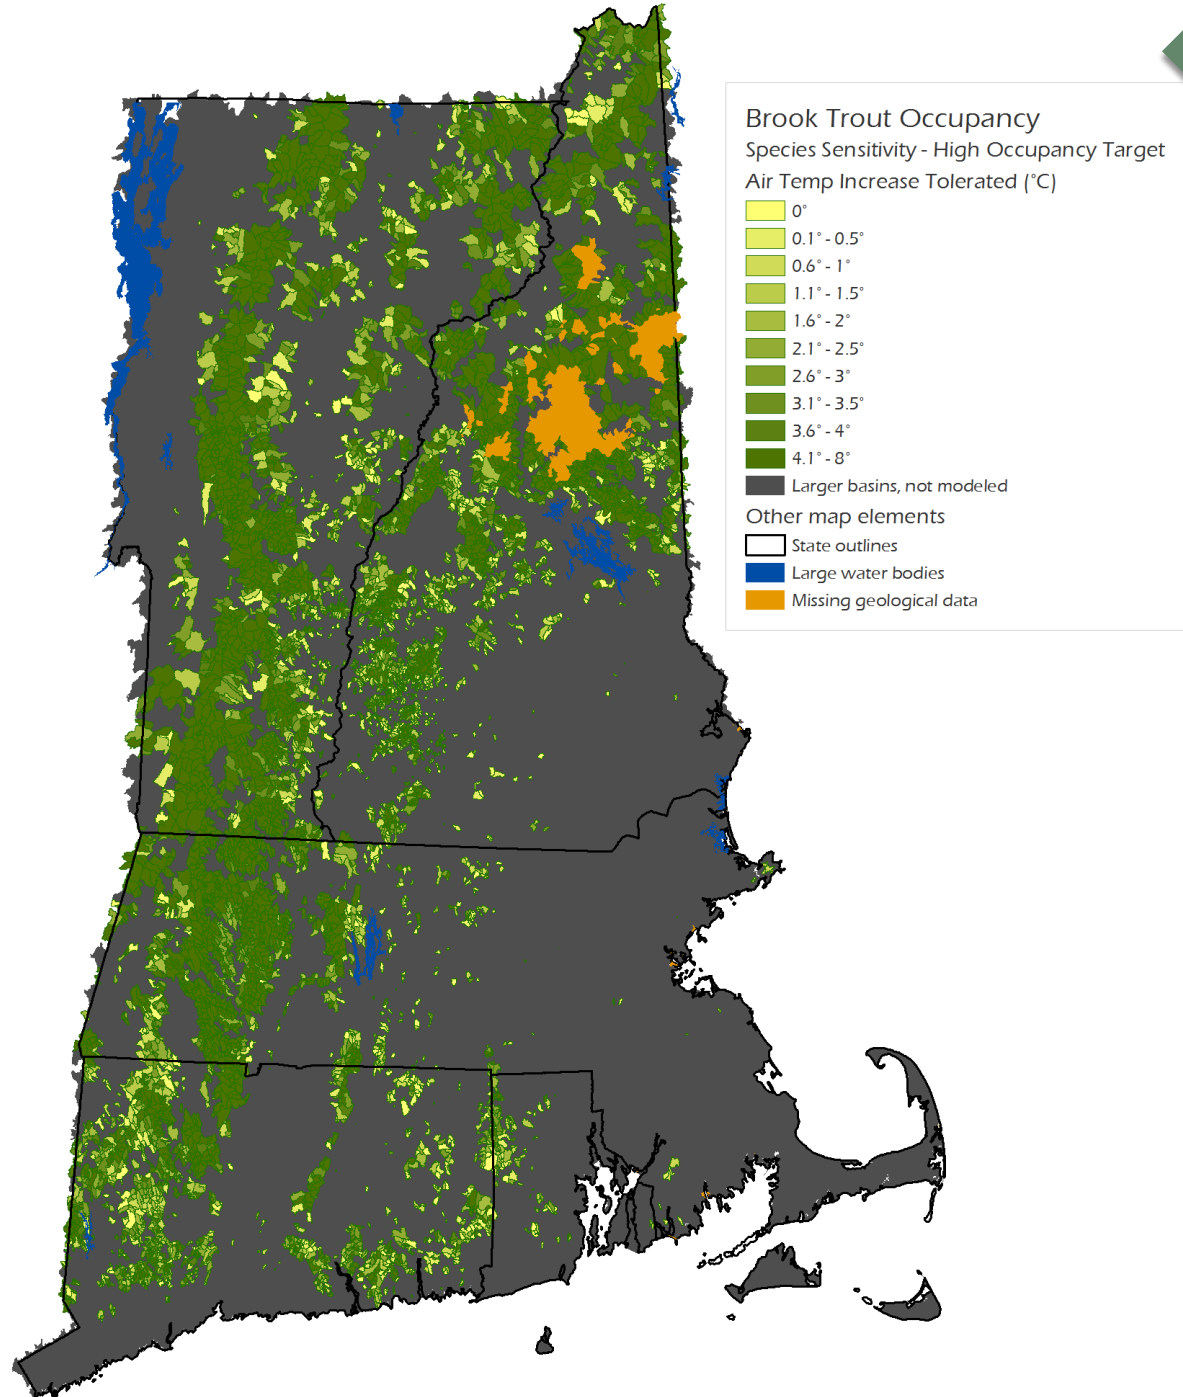 Brook Trout Occupancy
Species Sensitivity - High Occupancy Target
Air Temp Increase Tolerated (°C)
0°
0.1° - 0.5°
0.6° - 1°
1.1° - 1.5°
1.6° - 2°
2.1° - 2.5°
2.6° - 3°
3.1° - 3.5°
3.6° - 4°
4.1° - 8°
Larger basins, not modeled
Other map elements
State outlines
Large water bodies
Missing geological data